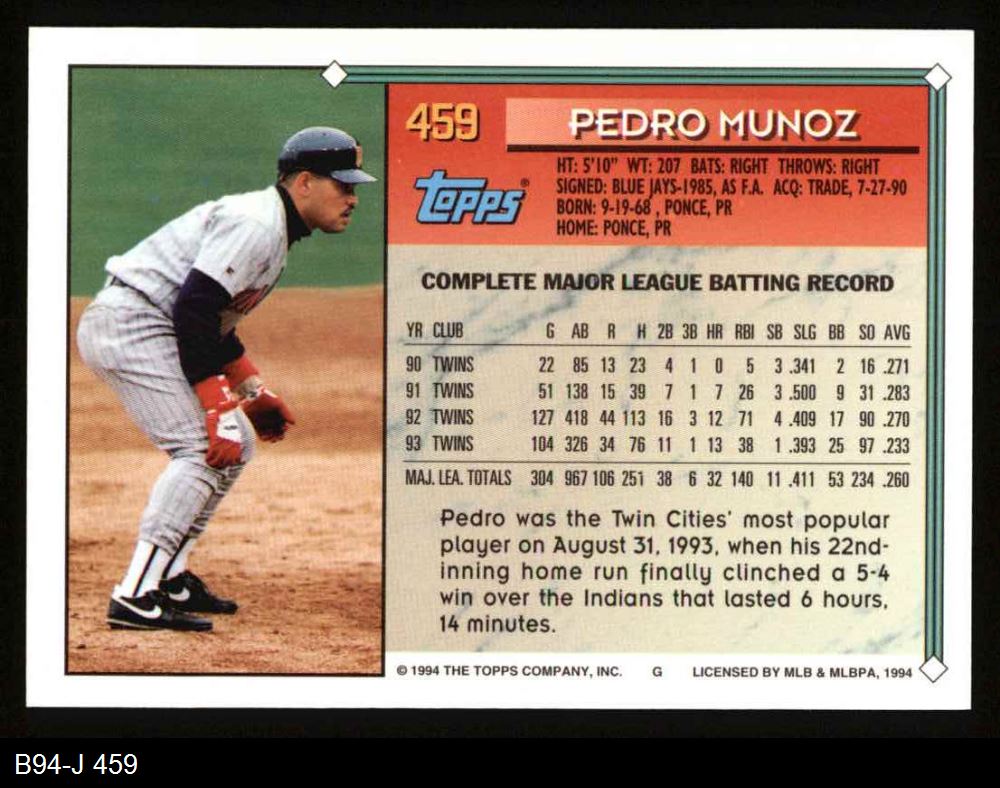 459 PEDRO MUNOZ
topps®
HT: 5'10" WT: 207 BATS: RIGHT THROWS: RIGHT
SIGNED: BLUE JAYS-1985, AS F.A. ACQ: TRADE, 7-27-90
BORN: 9-19-68 , PONCE, PR
HOME: PONCE, PR
COMPLETE MAJOR LEAGUE BATTING RECORD
YR CLUB G AB R H 2B 3B HR RBI SB SLG BB SO AVG
90 TWINS 22 85 13 23 4 1 0 5 3 .341 2 16 .271
91 TWINS 51 138 15 39 7 1 7 26 3 .500 9 31 .283
92 TWINS 127 418 44 113 16 3 12 71 4 .409 17 90 .270
93 TWINS 104 326 34 76 11 1 13 38 1 .393 25 97 .233
MAJ. LEA. TOTALS 304 967 106 251 38 6 32 140 11 .411 53 234 .260
Pedro was the Twin Cities' most popular
player on August 31, 1993, when his 22nd-
inning home run finally clinched a 5-4
win over the Indians that lasted 6 hours,
14 minutes.
© 1994 THE TOPPS COMPANY, INC. G LICENSED BY MLB & MLBPA, 1994
B94-J 459